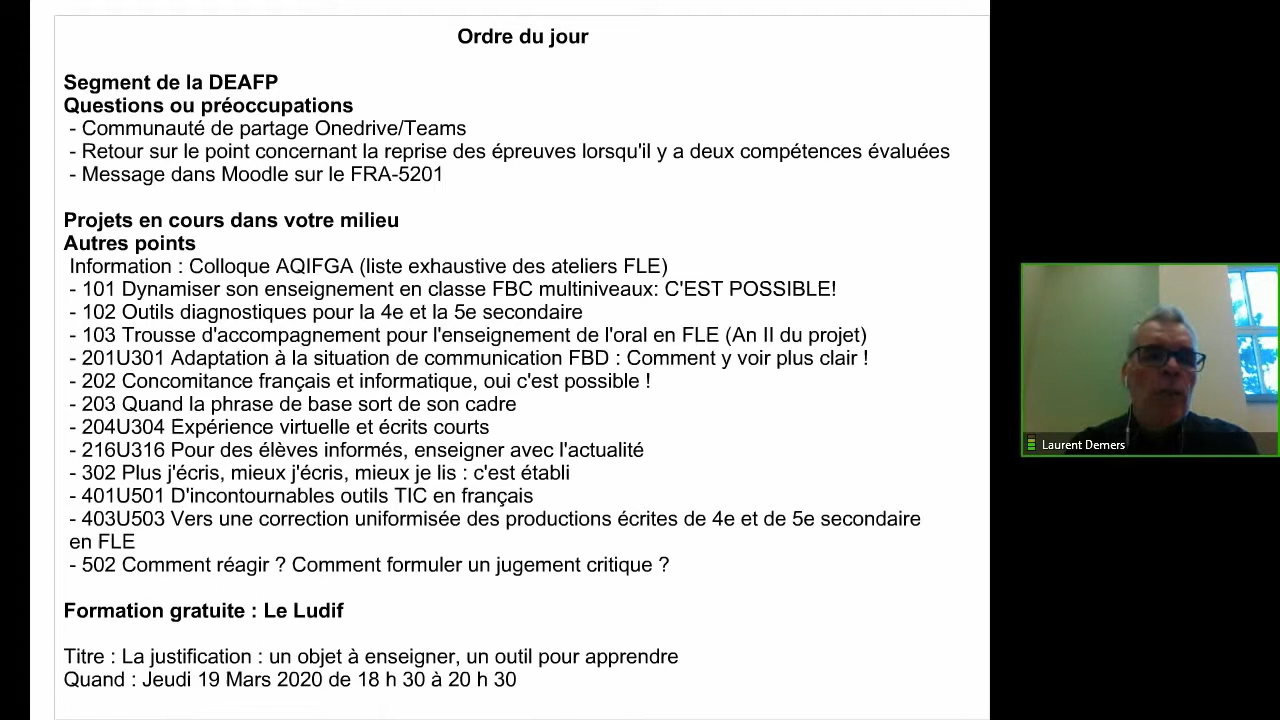 Ordre du jour
Segment de la DEAFP
Questions ou préoccupations
- Communauté de partage Onedrive/Teams
- Retour sur le point concernant la reprise des épreuves lorsqu'il y a deux compétences évaluées
- Message dans Moodle sur le FRA-5201
Projets en cours dans votre milieu
Autres points
Information : Colloque AQIFGA (liste exhaustive des ateliers FLE)
- 101 Dynamiser son enseignement en classe FBC multiniveaux: C'EST POSSIBLE!
- 102 Outils diagnostiques pour la 4e et la 5e secondaire
- 103 Trousse d'accompagnement pour l'enseignement de l'oral en FLE (An II du projet)
- 201U301 Adaptation à la situation de communication FBD : Comment y voir plus clair !
- 202 Concomitance français et informatique, oui c'est possible !
- 203 Quand la phrase de base sort de son cadre
- 204U304 Expérience virtuelle et écrits courts
- 216U316 Pour des élèves informés, enseigner avec l'actualité
- 302 Plus j'écris, mieux j'écris, mieux je lis : c'est établi
- 401U501 D'incontournables outils TIC en français
- 403U503 Vers une correction uniformisée des productions écrites de 4e et de 5e secondaire
en FLE
- 502 Comment réagir ? Comment formuler un jugement critique ?
Formation gratuite : Le Ludif
Titre : La justification : un objet à enseigner, un outil pour apprendre
Quand : Jeudi 19 Mars 2020 de 18 h 30 à 20 h 30
Laurent Demers